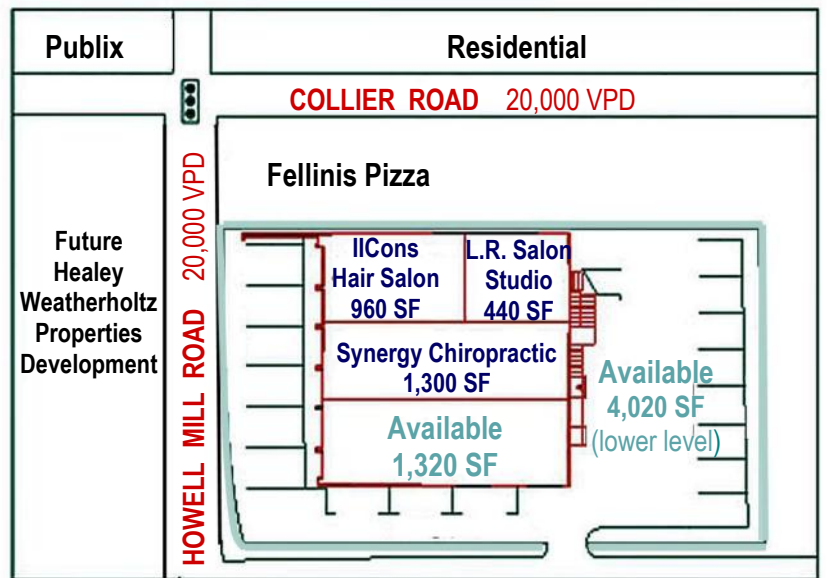 Publix
Residential
COLLIER ROAD 20,000 VPD
HOWELL MILL ROAD 20,000 VPD
Fellinis Pizza
Future
Healey
Weatherholtz
Properties
Development
IICons
Hair Salon
960 SF
L.R. Salon
Studio
440 SF
Synergy Chiropractic
1,300 SF
Available
1,320 SF
Available
4,020 SF
(lower level)